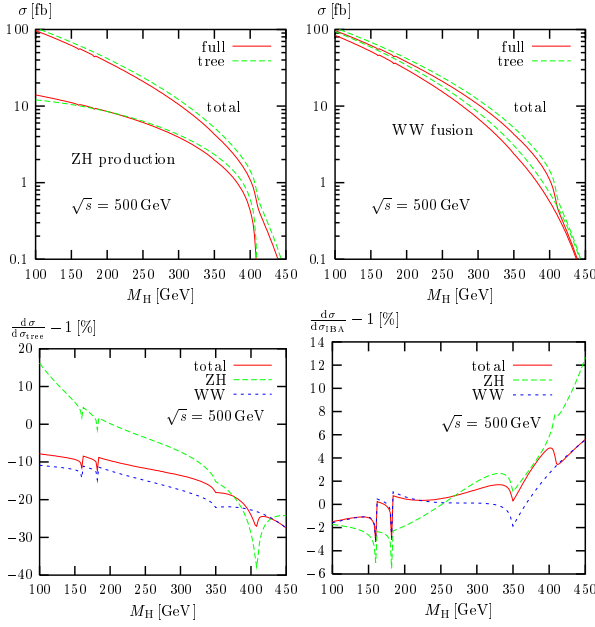 σ [fb]
100
10
1
0.1
full
tree
total
ZH production
√s = 500 GeV
100 150 200 250 300 350 400 450
M_H [GeV]
σ [fb]
100
10
1
0.1
full
tree
total
WW fusion
√s = 500 GeV
100 150 200 250 300 350 400 450
M_H [GeV]
dσ/dσ_tree − 1 [%]
20
10
0
−10
−20
−30
−40
total
ZH
WW
√s = 500 GeV
100 150 200 250 300 350 400 450
M_H [GeV]
dσ/dσ_IBA − 1 [%]
14
12
10
8
6
4
2
0
−2
−4
−6
total
ZH
WW
√s = 500 GeV
100 150 200 250 300 350 400 450
M_H [GeV]